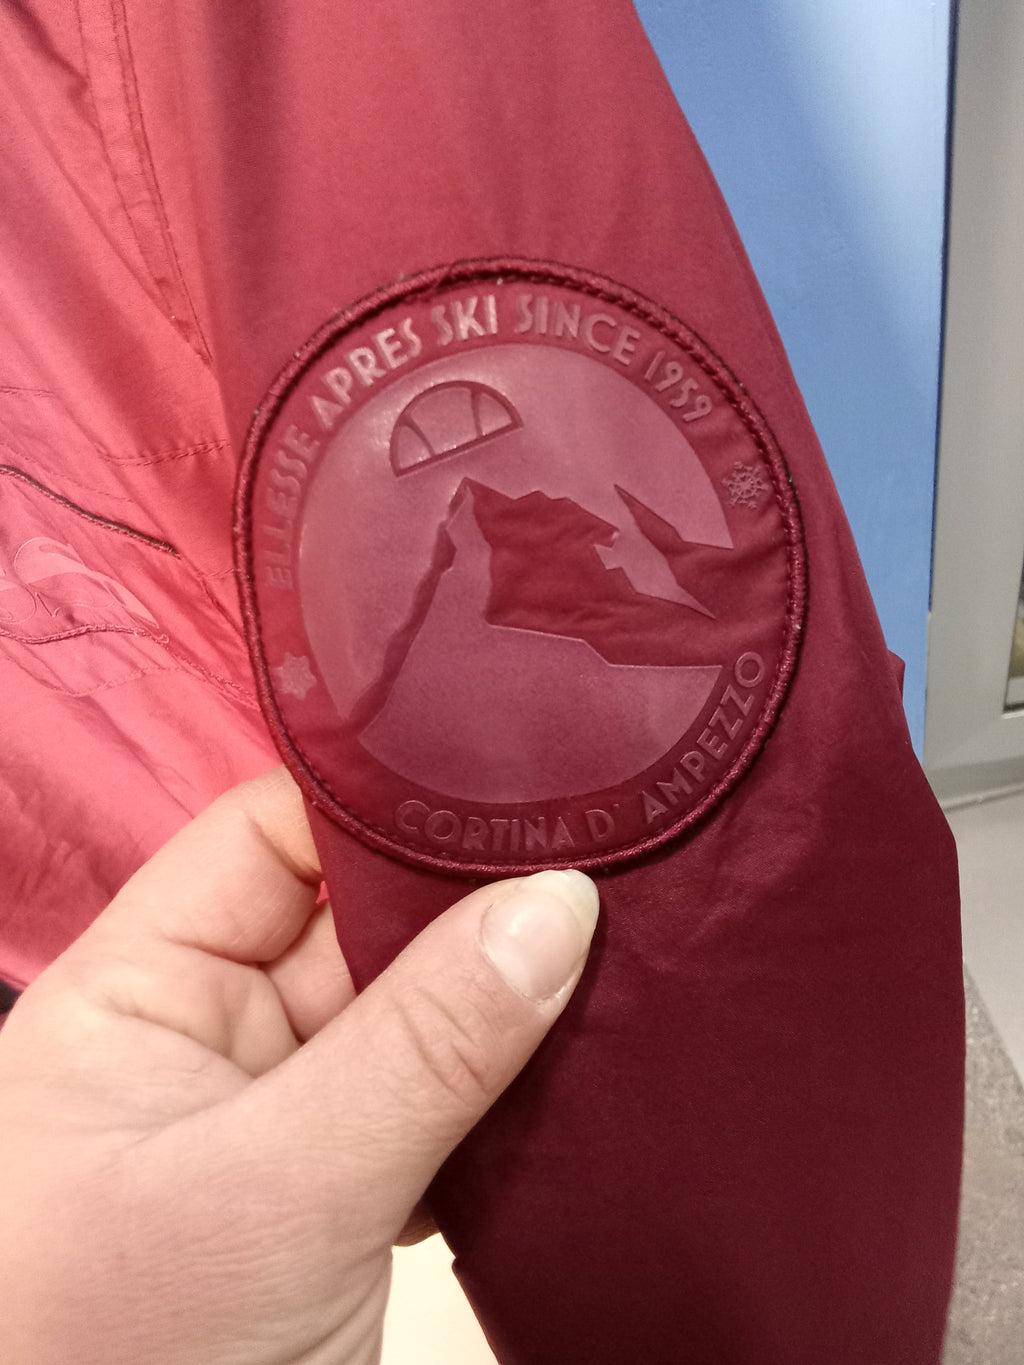 ELLESSE APRES SKI SINCE 1959
CORTINA D' AMPEZZO